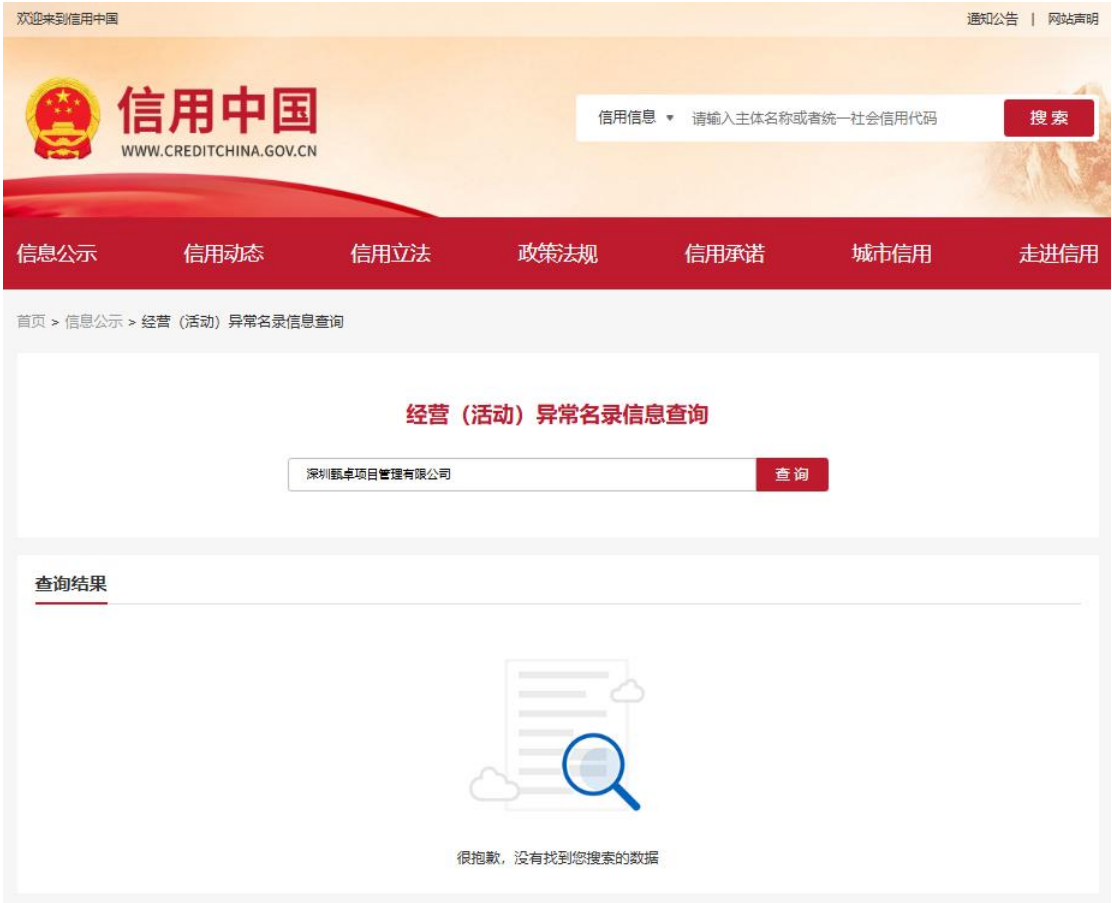 欢迎来到信用中国
通知公告 | 网站声明
信用中国
WWW.CREDITCHINA.GOV.CN
信用信息 ▼ 请输入主体名称或者统一社会信用代码 搜索
信息公示 信用动态 信用立法 政策法规 信用承诺 城市信用 走进信用
首页 > 信息公示 > 经营（活动）异常名录信息查询
经营（活动）异常名录信息查询
深圳甄卓项目管理有限公司 查询
查询结果
很抱歉，没有找到您搜索的数据